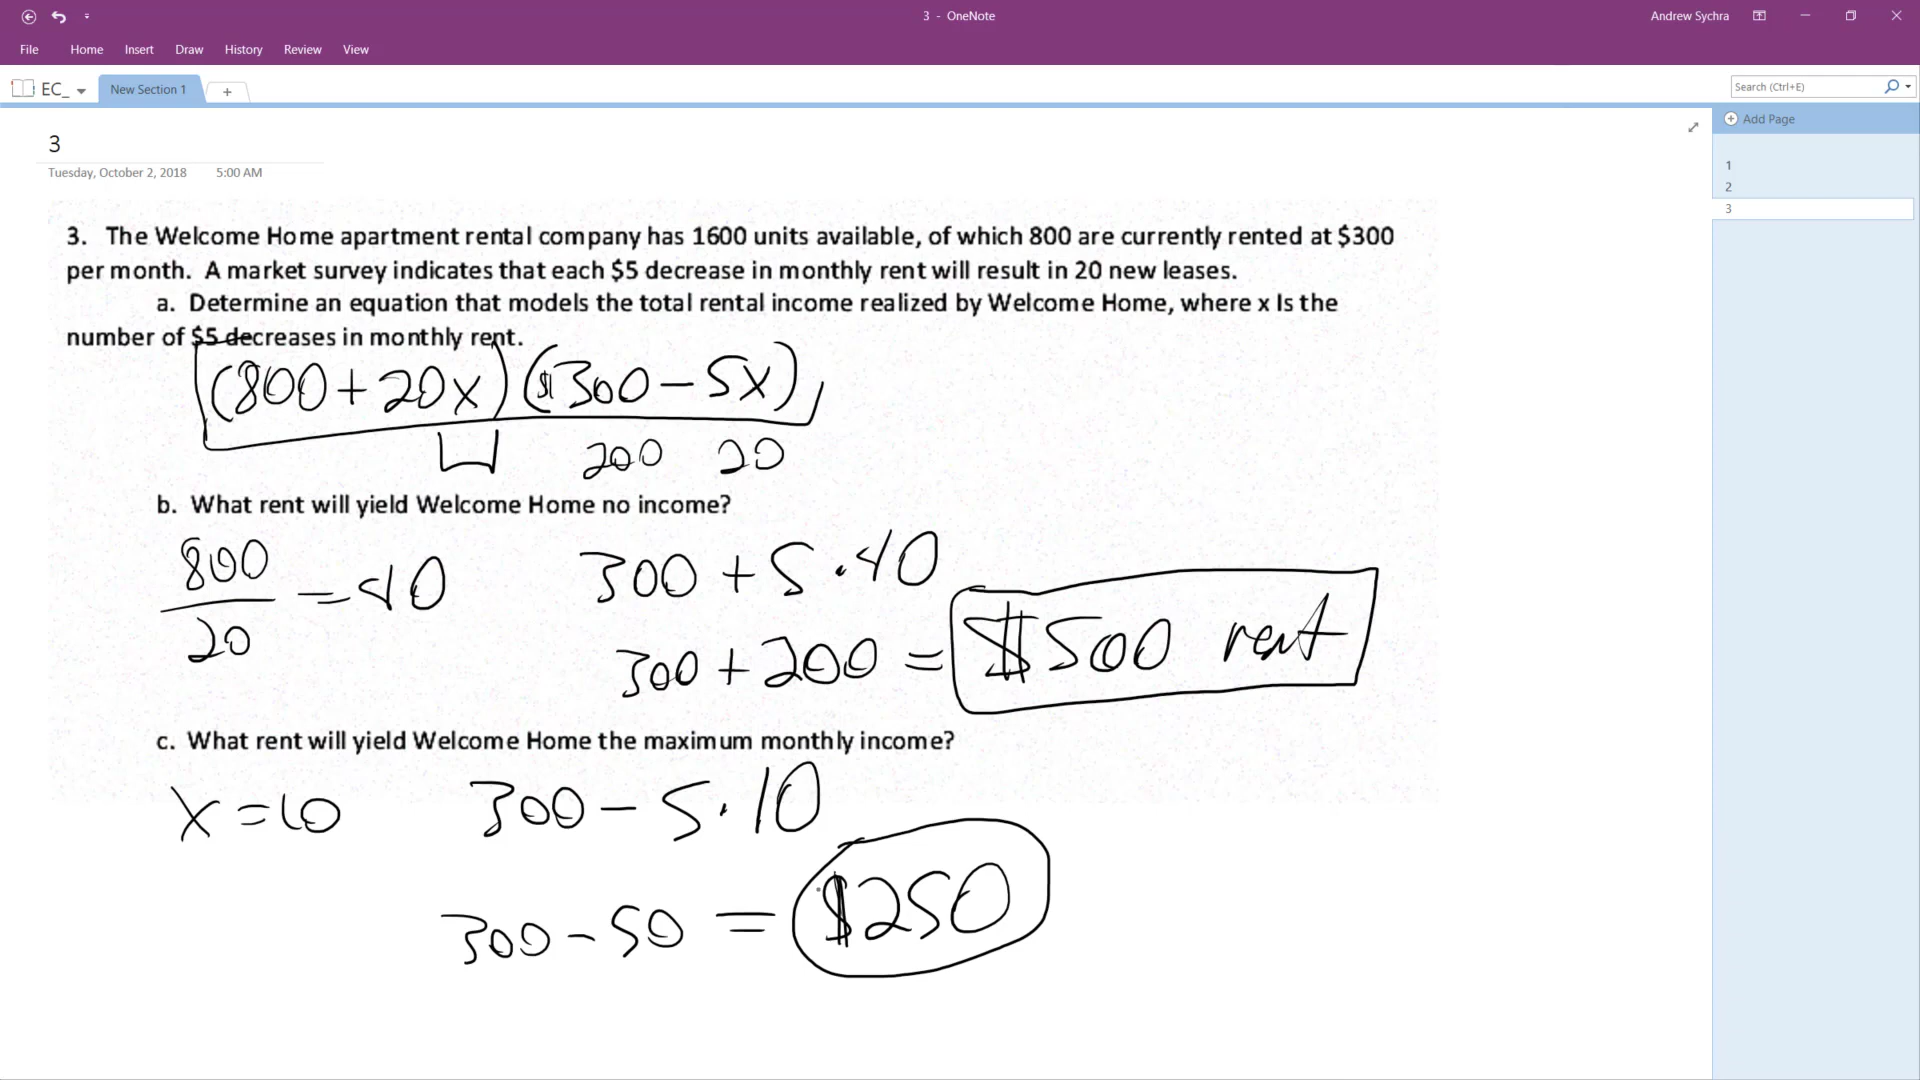 3 - OneNote
Andrew Sychra
File Home Insert Draw History Review View
EC_ New Section 1 +
Search (Ctrl+E)
Add Page
1
2
3
3
Tuesday, October 2, 2018 5:00 AM
3. The Welcome Home apartment rental company has 1600 units available, of which 800 are currently rented at $300
per month. A market survey indicates that each $5 decrease in monthly rent will result in 20 new leases.
a. Determine an equation that models the total rental income realized by Welcome Home, where x Is the
number of $5 decreases in monthly rent.
(800+20x)($300-5x)
200 20
b. What rent will yield Welcome Home no income?
800
20
=40
300+5·40
300+200=$500 rent
c. What rent will yield Welcome Home the maximum monthly income?
x=10 300-5·10
300-50=$250